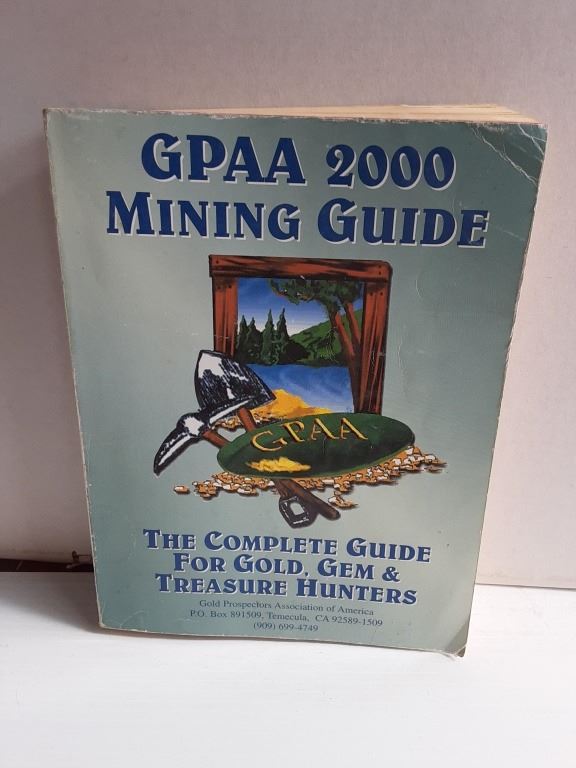 GPAA 2000
MINING GUIDE
GPAA
THE COMPLETE GUIDE
FOR GOLD, GEM &
TREASURE HUNTERS
Gold Prospectors Association of America
P.O. Box 891509, Temecula, CA 92589-1509
(909) 699-4749